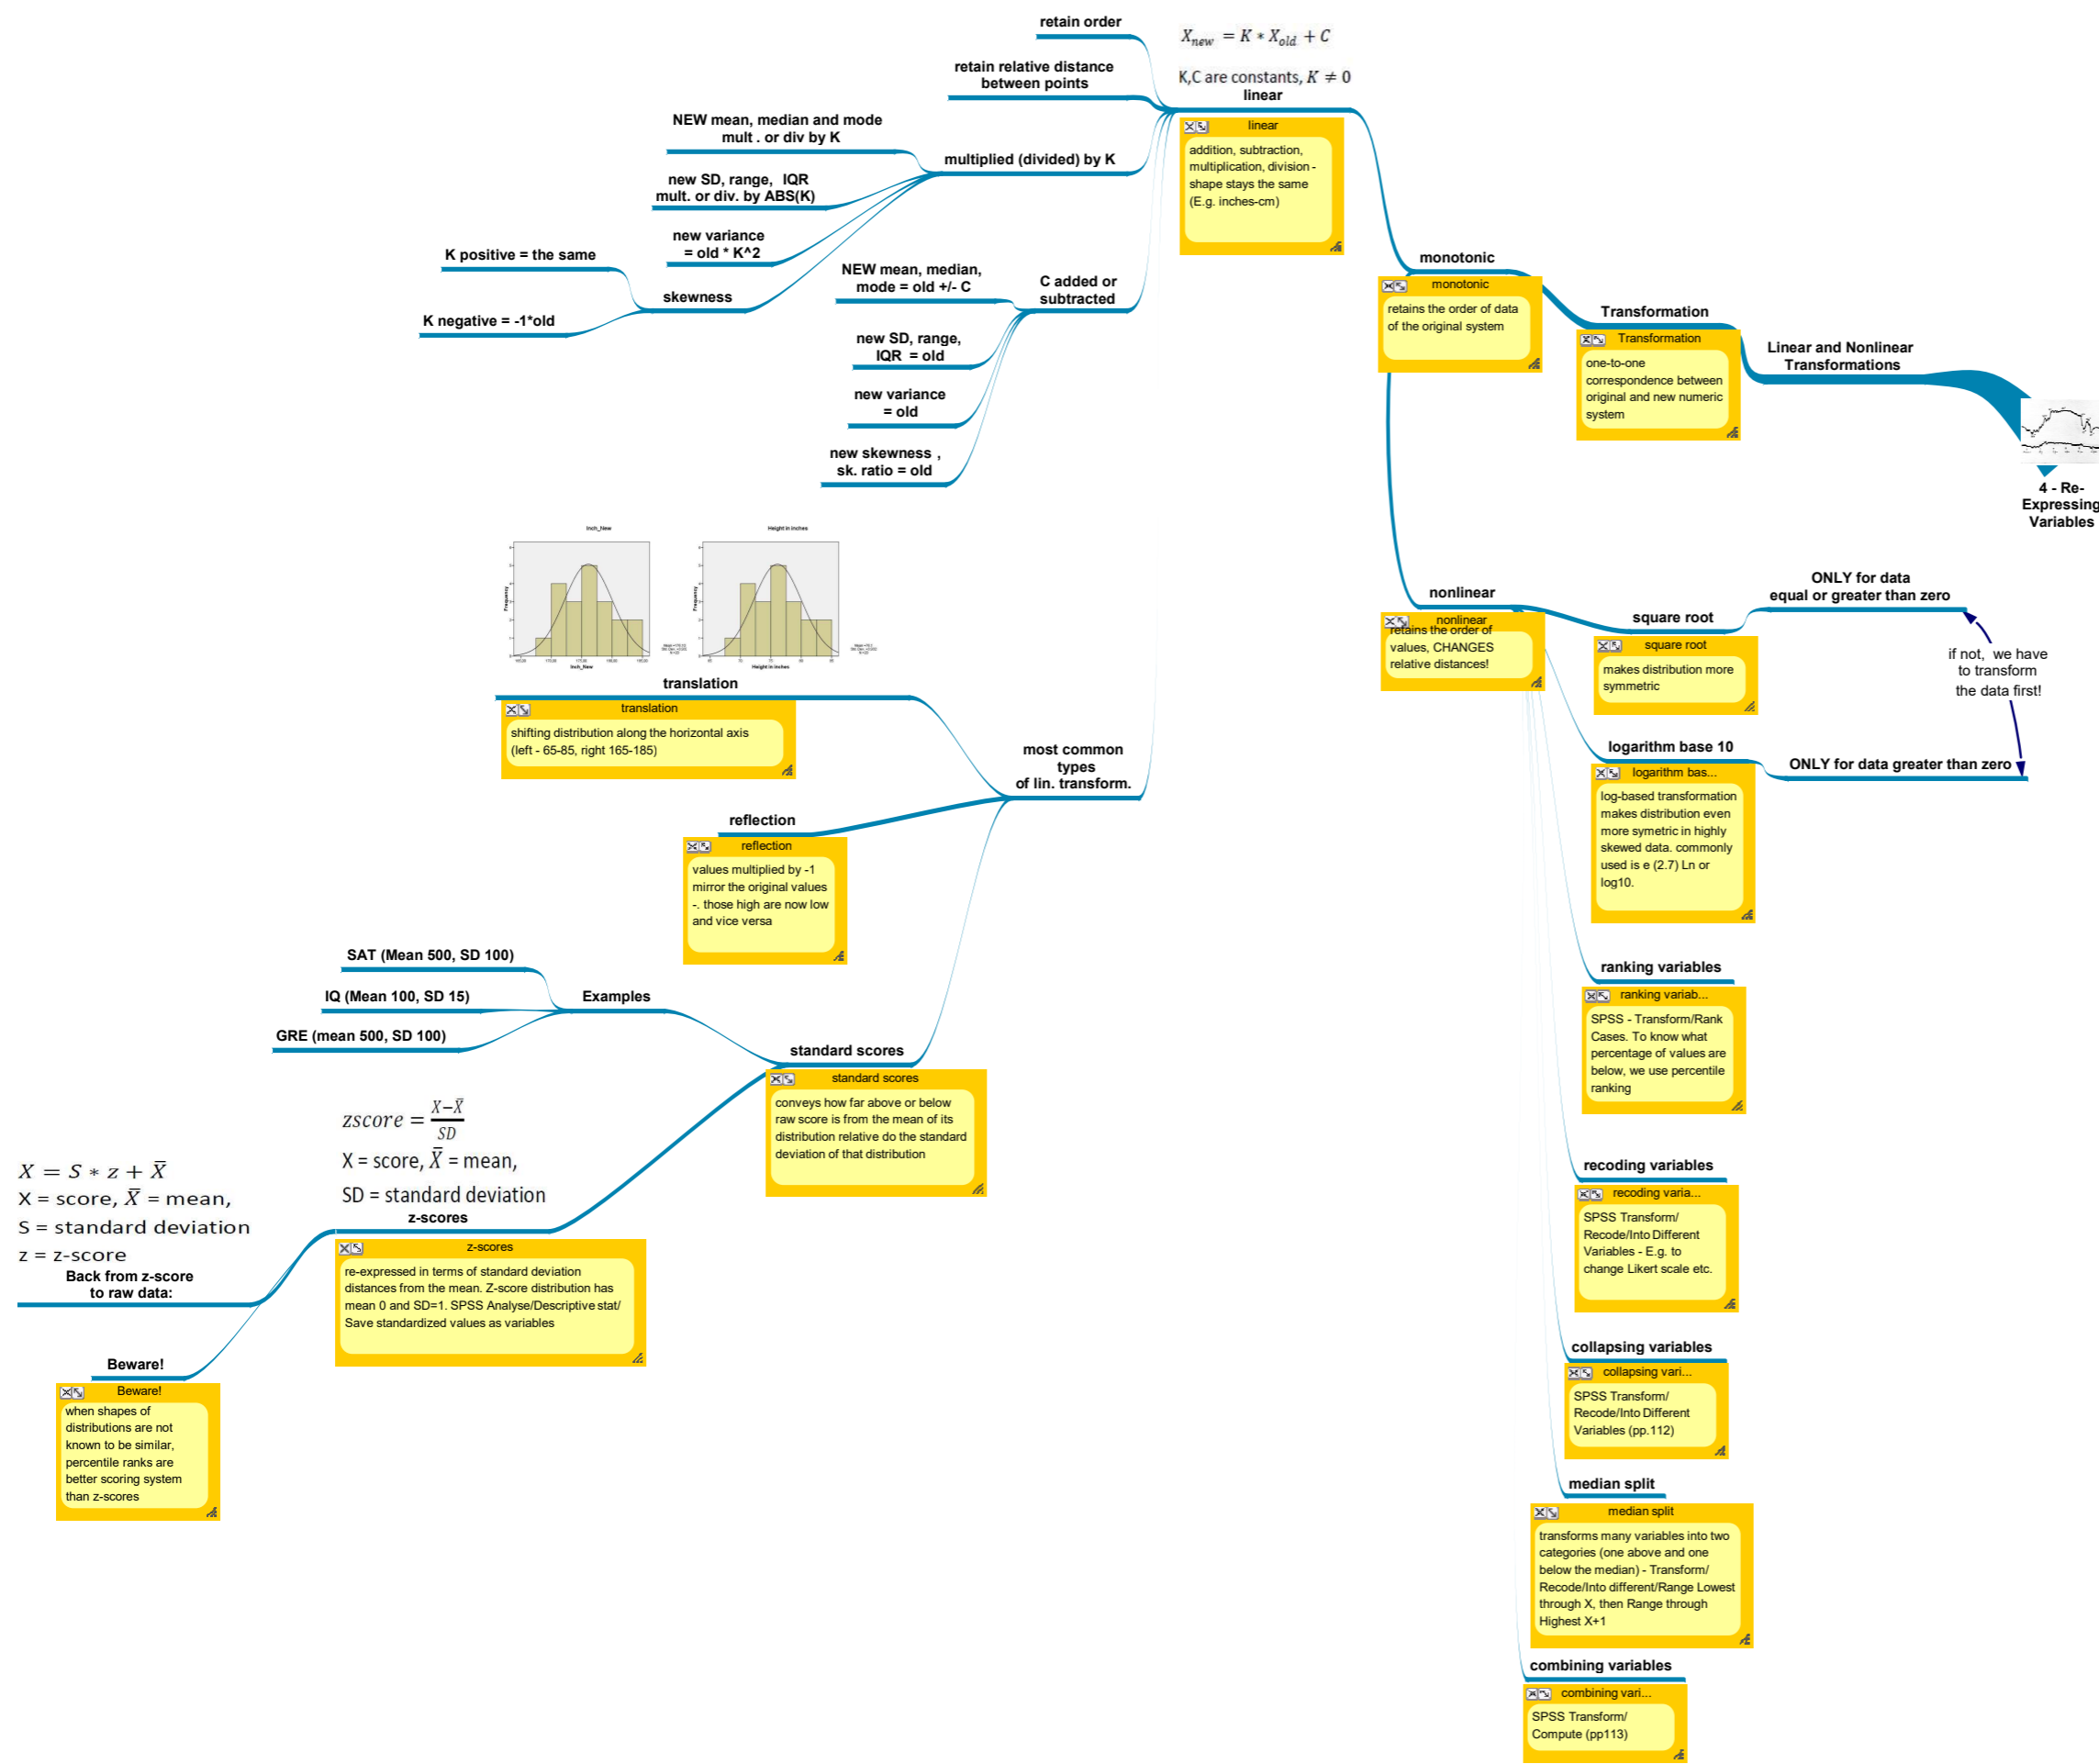 retain order
X_new = K * X_old + C
K,C are constants, K ≠ 0
linear
linear
addition, subtraction,
multiplication, division -
shape stays the same
(E.g. inches-cm)
retain relative distance
between points
NEW mean, median and mode
mult . or div by K
multiplied (divided) by K
new SD, range, IQR
mult. or div. by ABS(K)
new variance
= old * K^2
K positive = the same
skewness
K negative = -1*old
NEW mean, median,
mode = old +/- C
C added or
subtracted
new SD, range,
IQR = old
new variance
= old
new skewness ,
sk. ratio = old
monotonic
monotonic
retains the order of data
of the original system
Transformation
Transformation
one-to-one
correspondence between
original and new numeric
system
Linear and Nonlinear
Transformations
4 - Re-
Expressing
Variables
Inch_New
Frequency
Inch_New
Height in inches
Height in inches
translation
translation
shifting distribution along the horizontal axis
(left - 65-85, right 165-185)
most common
types
of lin. transform.
reflection
reflection
values multiplied by -1
mirror the original values
-. those high are now low
and vice versa
SAT (Mean 500, SD 100)
IQ (Mean 100, SD 15)
Examples
GRE (mean 500, SD 100)
standard scores
standard scores
conveys how far above or below
raw score is from the mean of its
distribution relative do the standard
deviation of that distribution
zscore = (X−X̄)/SD
X = score, X̄ = mean,
SD = standard deviation
z-scores
z-scores
re-expressed in terms of standard deviation
distances from the mean. Z-score distribution has
mean 0 and SD=1. SPSS Analyse/Descriptive stat/
Save standardized values as variables
X = S * z + X̄
X = score, X̄ = mean,
S = standard deviation
z = z-score
Back from z-score
to raw data:
Beware!
Beware!
when shapes of
distributions are not
known to be similar,
percentile ranks are
better scoring system
than z-scores
nonlinear
nonlinear
retains the order of
values, CHANGES
relative distances!
square root
square root
makes distribution more
symmetric
ONLY for data
equal or greater than zero
if not, we have
to transform
the data first!
logarithm base 10
logarithm bas...
log-based transformation
makes distribution even
more symetric in highly
skewed data. commonly
used is e (2.7) Ln or
log10.
ONLY for data greater than zero
ranking variables
ranking variab...
SPSS - Transform/Rank
Cases. To know what
percentage of values are
below, we use percentile
ranking
recoding variables
recoding varia...
SPSS Transform/
Recode/Into Different
Variables - E.g. to
change Likert scale etc.
collapsing variables
collapsing vari...
SPSS Transform/
Recode/Into Different
Variables (pp.112)
median split
median split
transforms many variables into two
categories (one above and one
below the median) - Transform/
Recode/Into different/Range Lowest
through X, then Range through
Highest X+1
combining variables
combining vari...
SPSS Transform/
Compute (pp113)